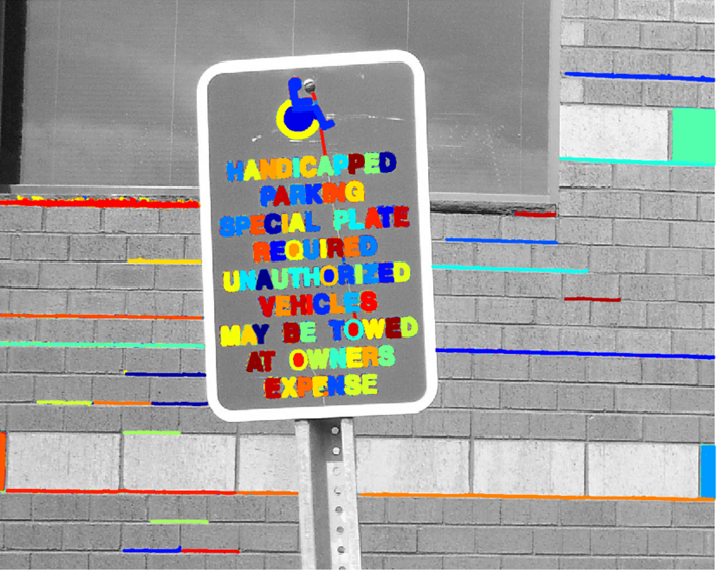 HANDICAPPED
PARKING
SPECIAL PLATE
REQUIRED
UNAUTHORIZED
VEHICLES
MAY BE TOWED
AT OWNERS
EXPENSE